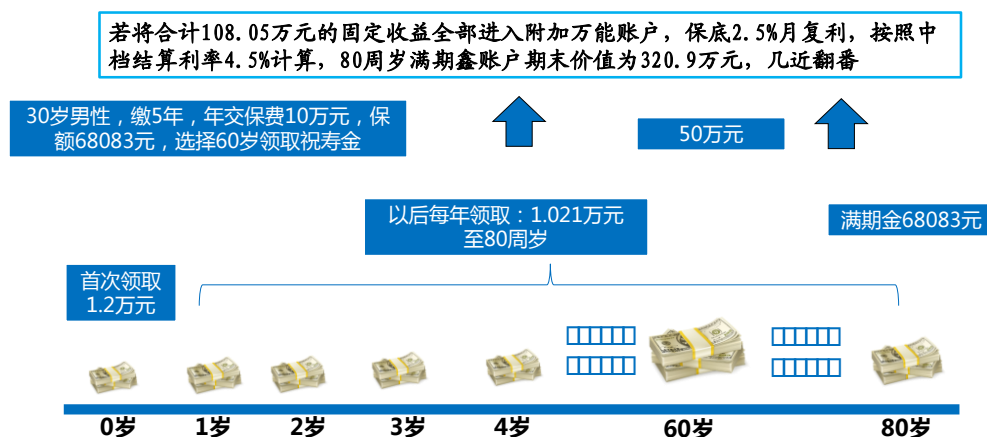 若将合计108.05万元的固定收益全部进入附加万能账户，保底2.5%月复利，按照中
档结算利率4.5%计算，80周岁满期鑫账户期末价值为320.9万元，几近翻番
30岁男性，缴5年，年交保费10万元，保
额68083元，选择60岁领取祝寿金
50万元
以后每年领取：1.021万元
至80周岁
满期金68083元
首次领取
1.2万元
0岁
1岁
2岁
3岁
4岁
60岁
80岁